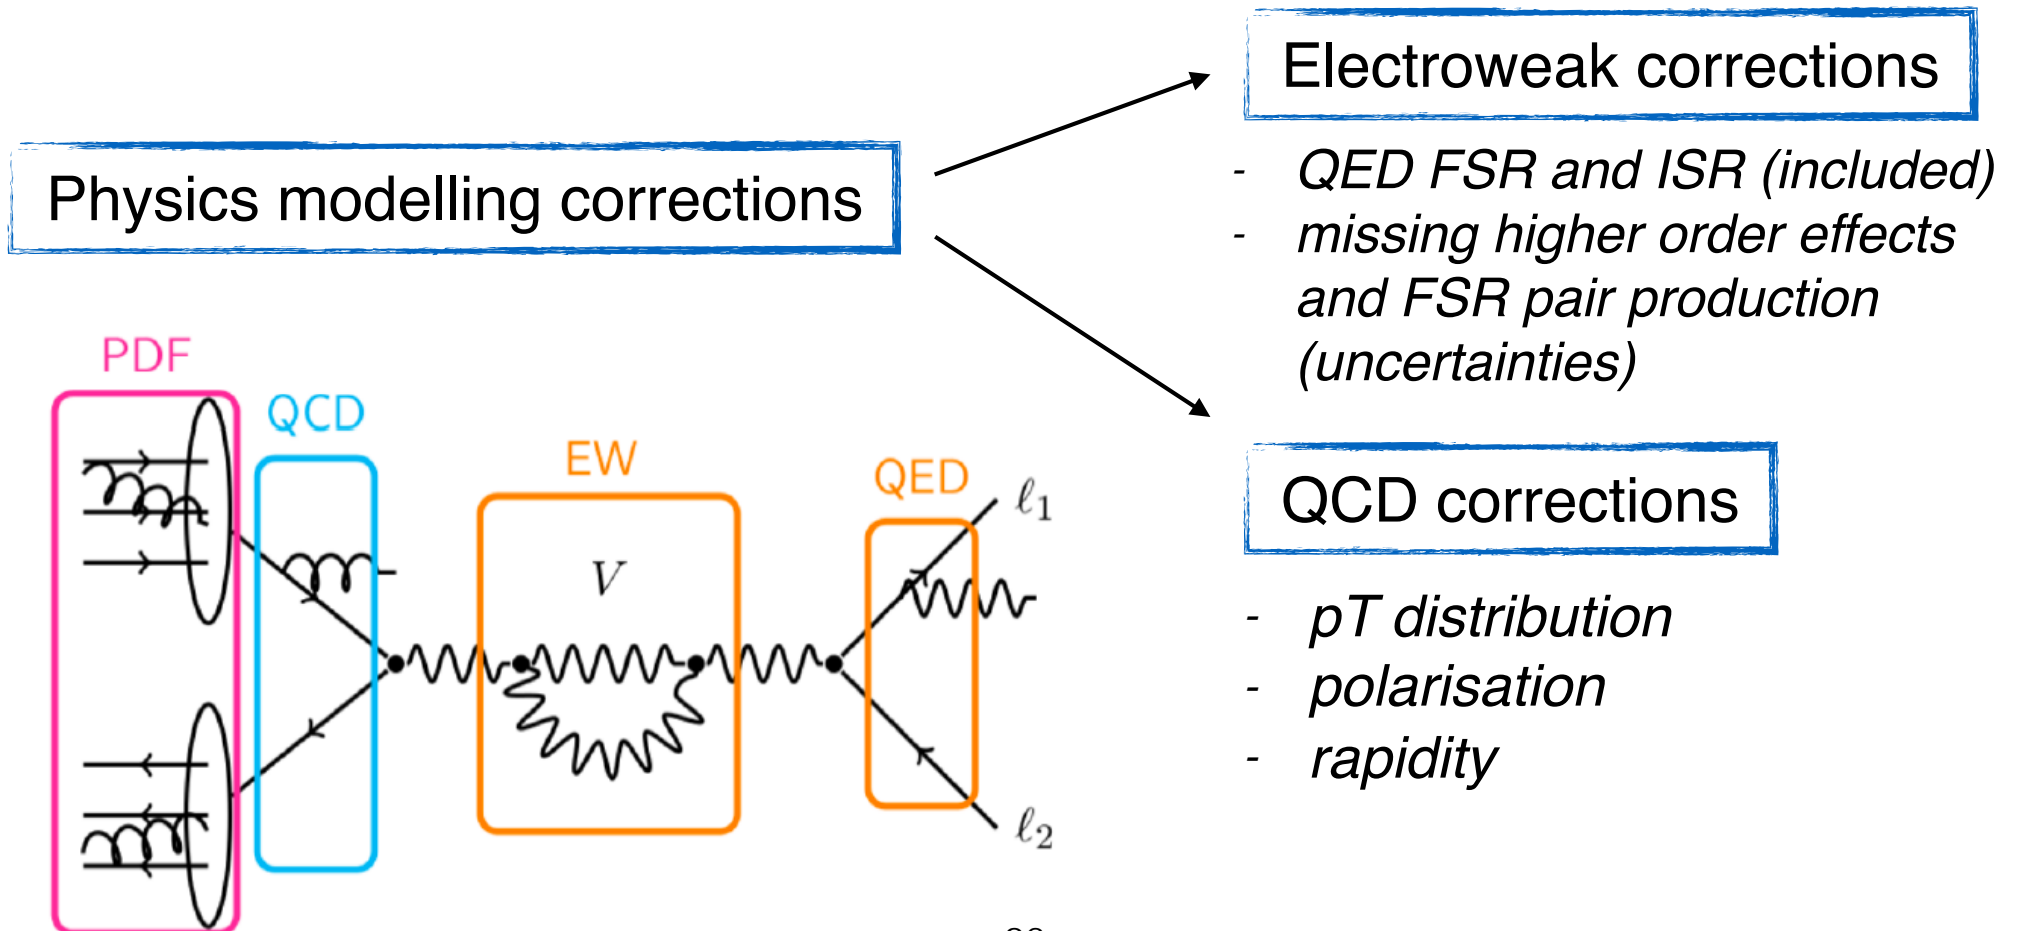 Physics modelling corrections
Electroweak corrections
- QED FSR and ISR (included)
- missing higher order effects
and FSR pair production
(uncertainties)
QCD corrections
- pT distribution
- polarisation
- rapidity
PDF
QCD
EW
QED
V
ℓ1
ℓ2